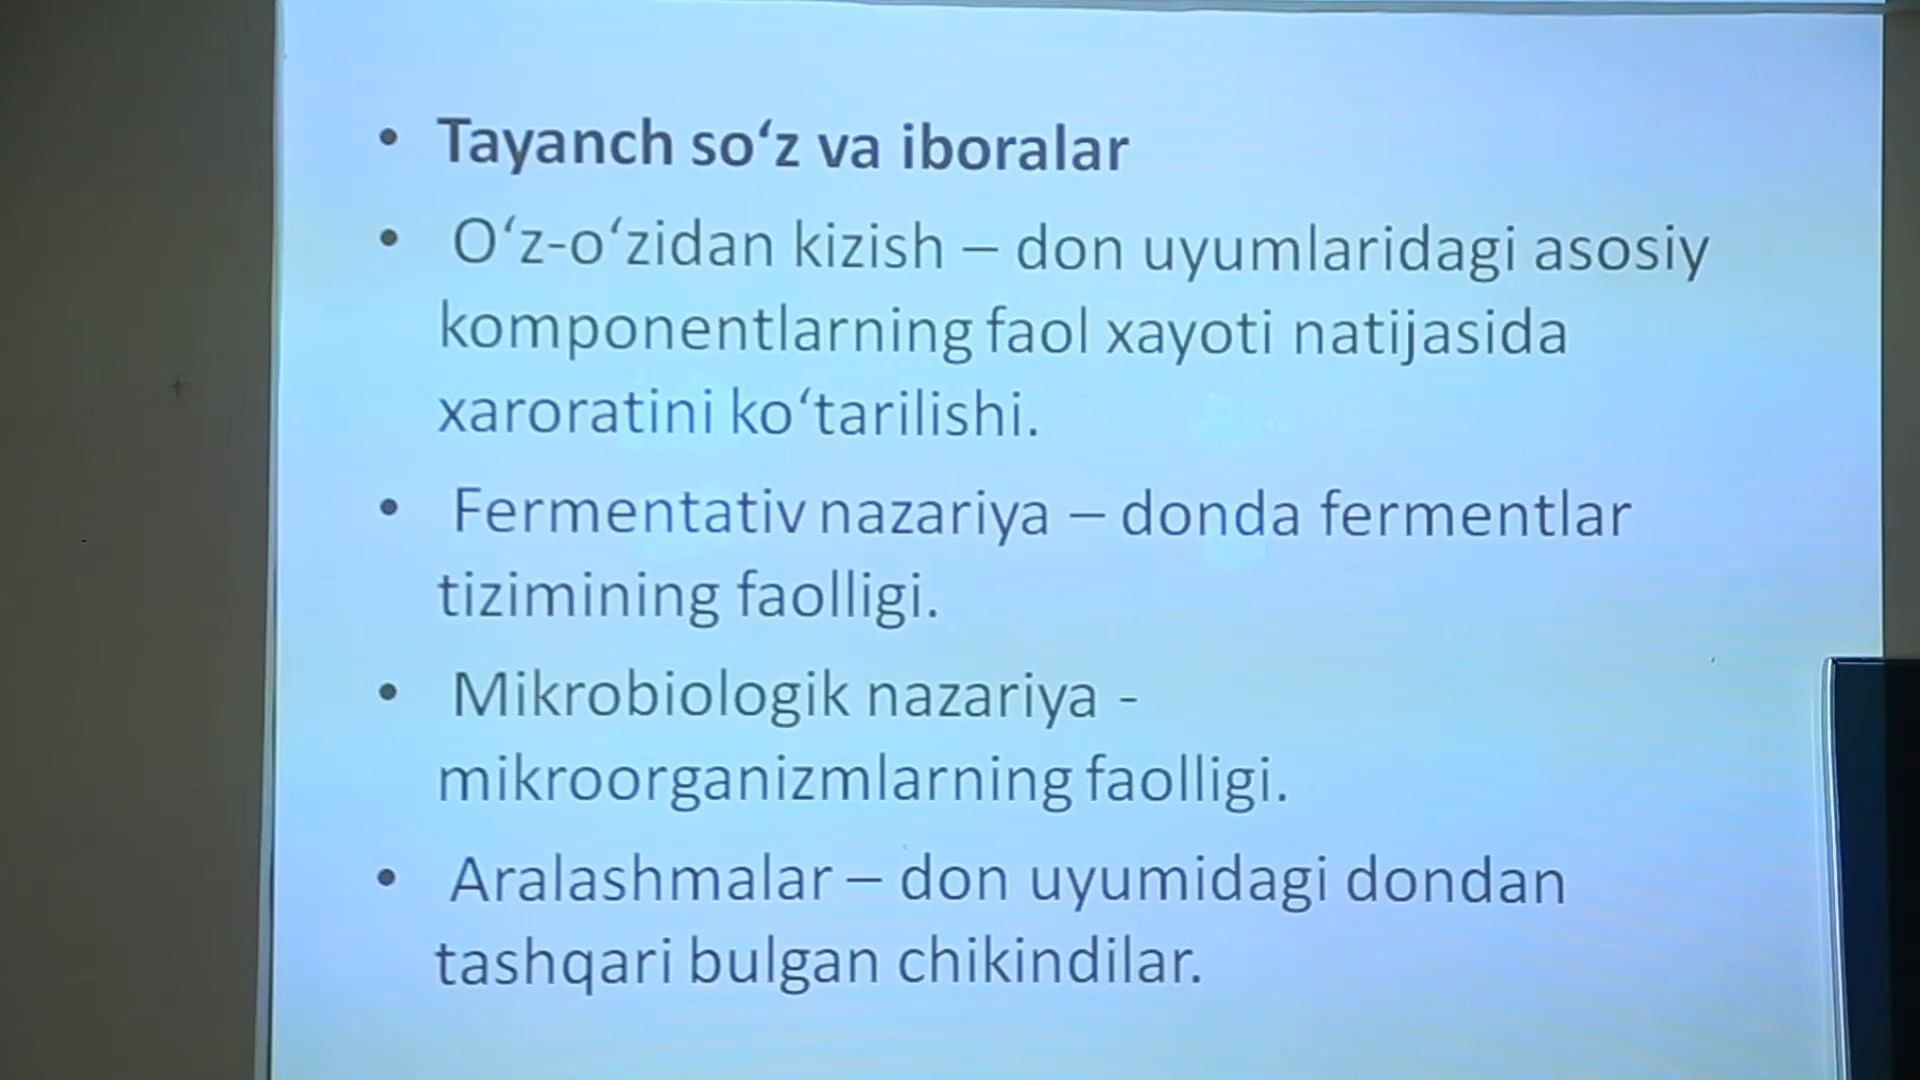 • Tayanch so‘z va iboralar
• O‘z-o‘zidan kizish – don uyumlaridagi asosiy
komponentlarning faol xayoti natijasida
xaroratini ko‘tarilishi.
• Fermentativ nazariya – donda fermentlar
tizimining faolligi.
• Mikrobiologik nazariya -
mikroorganizmlarning faolligi.
• Aralashmalar – don uyumidagi dondan
tashqari bulgan chikindilar.